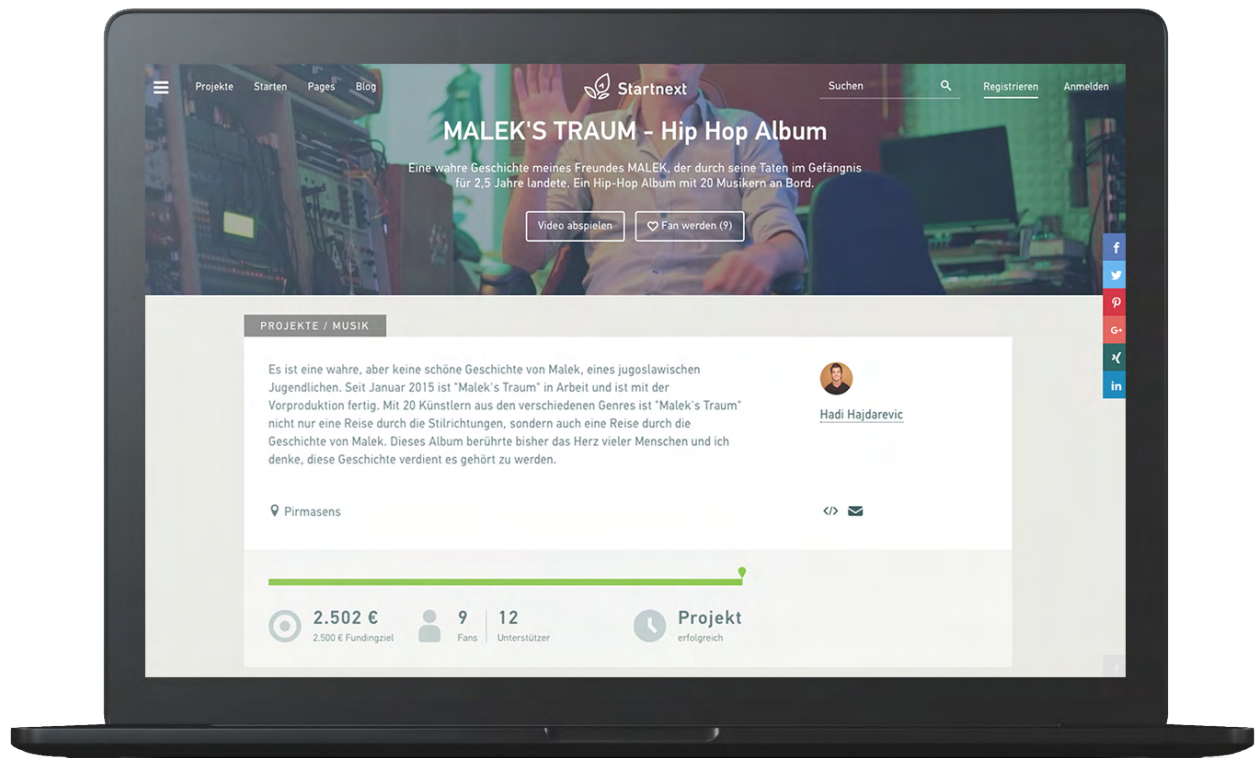 Projekte Starten Pages Blog Startnext Suchen Registrieren Anmelden
MALEK'S TRAUM - Hip Hop Album
Eine wahre Geschichte meines Freundes MALEK, der durch seine Taten im Gefängnis
für 2,5 Jahre landete. Ein Hip-Hop Album mit 20 Musikern an Bord.
Video abspielen Fan werden (9)
PROJEKTE / MUSIK
Es ist eine wahre, aber keine schöne Geschichte von Malek, eines jugoslawischen
Jugendlichen. Seit Januar 2015 ist "Malek's Traum" in Arbeit und ist mit der
Vorproduktion fertig. Mit 20 Künstlern aus den verschiedenen Genres ist "Malek's Traum"
nicht nur eine Reise durch die Stilrichtungen, sondern auch eine Reise durch die
Geschichte von Malek. Dieses Album berührte bisher das Herz vieler Menschen und ich
denke, diese Geschichte verdient es gehört zu werden.
Hadi Hajdarevic
Pirmasens
2.502 € 9 12 Projekt
2.500 € Fundingziel Fans Unterstützer erfolgreich